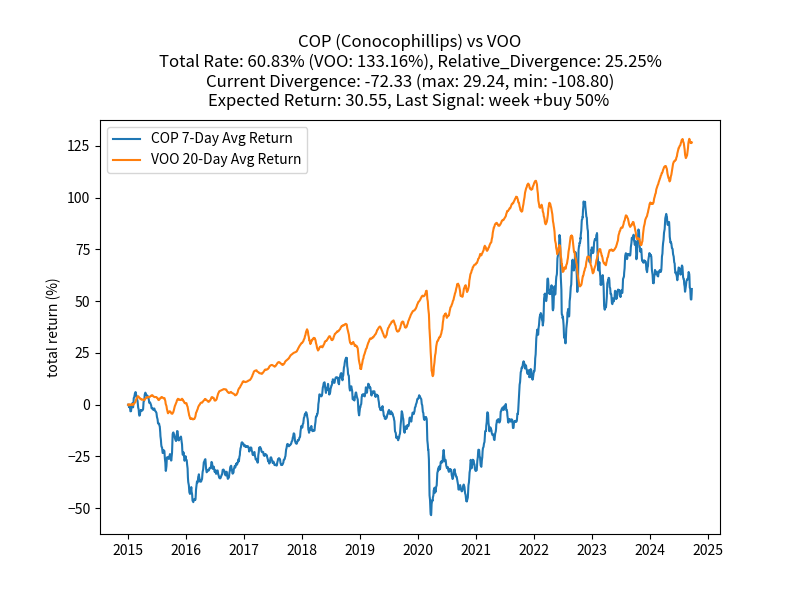 COP (Conocophillips) vs VOO
Total Rate: 60.83% (VOO: 133.16%), Relative_Divergence: 25.25%
Current Divergence: -72.33 (max: 29.24, min: -108.80)
Expected Return: 30.55, Last Signal: week +buy 50%
COP 7-Day Avg Return
VOO 20-Day Avg Return
total return (%)
125
100
75
50
25
0
−25
−50
2015
2016
2017
2018
2019
2020
2021
2022
2023
2024
2025